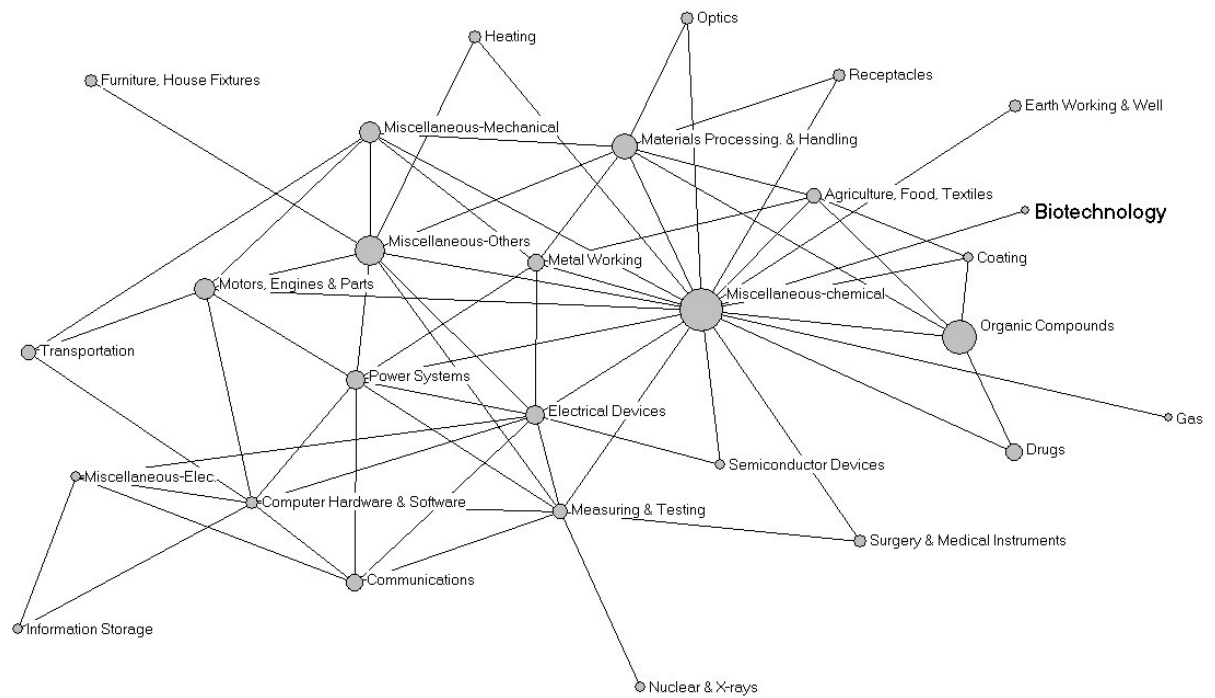 Optics
Heating
Receptacles
Furniture, House Fixtures
Earth Working & Well
Miscellaneous-Mechanical
Materials Processing. & Handling
Agriculture, Food, Textiles
Biotechnology
Miscellaneous-Others
Metal Working
Coating
Motors, Engines & Parts
Miscellaneous-chemical
Organic Compounds
Transportation
Power Systems
Electrical Devices
Gas
Drugs
Semiconductor Devices
Miscellaneous-Elec.
Computer Hardware & Software
Measuring & Testing
Surgery & Medical Instruments
Communications
Information Storage
Nuclear & X-rays